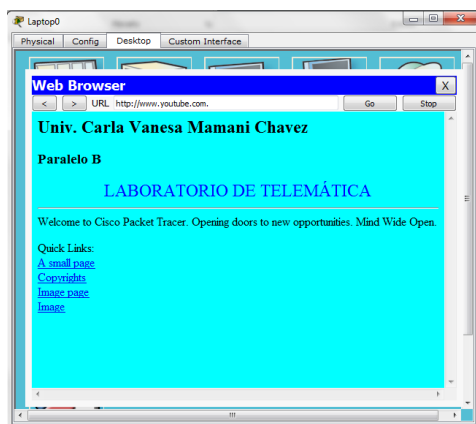 Laptop0
X
Physical Config Desktop Custom Interface
Web Browser
X
< > URL http://www.youtube.com. Go Stop
Univ. Carla Vanesa Mamani Chavez
Paralelo B
LABORATORIO DE TELEMÁTICA
Welcome to Cisco Packet Tracer. Opening doors to new opportunities. Mind Wide Open.
Quick Links:
A small page
Copyrights
Image page
Image